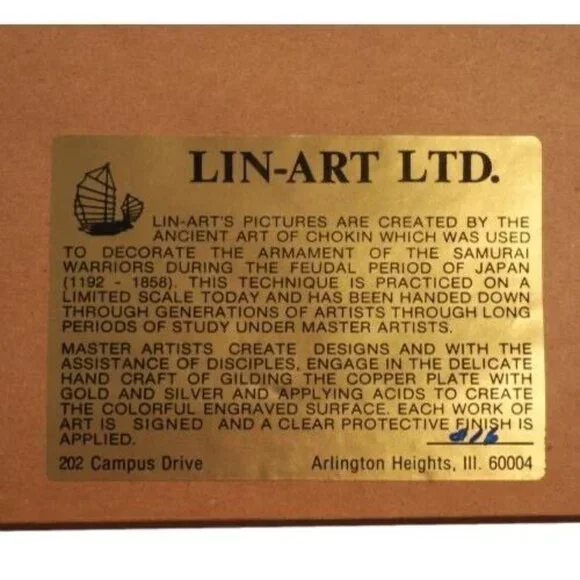 LIN-ART LTD.
LIN-ART'S PICTURES ARE CREATED BY THE
ANCIENT ART OF CHOKIN WHICH WAS USED
TO DECORATE THE ARMAMENT OF THE SAMURAI
WARRIORS DURING THE FEUDAL PERIOD OF JAPAN
(1192 - 1858). THIS TECHNIQUE IS PRACTICED ON A
LIMITED SCALE TODAY AND HAS BEEN HANDED DOWN
THROUGH GENERATIONS OF ARTISTS THROUGH LONG
PERIODS OF STUDY UNDER MASTER ARTISTS.
MASTER ARTISTS CREATE DESIGNS AND WITH THE
ASSISTANCE OF DISCIPLES, ENGAGE IN THE DELICATE
HAND CRAFT OF GILDING THE COPPER PLATE WITH
GOLD AND SILVER AND APPLYING ACIDS TO CREATE
THE COLORFUL ENGRAVED SURFACE. EACH WORK OF
ART IS SIGNED AND A CLEAR PROTECTIVE FINISH IS
APPLIED.
202 Campus Drive Arlington Heights, Ill. 60004